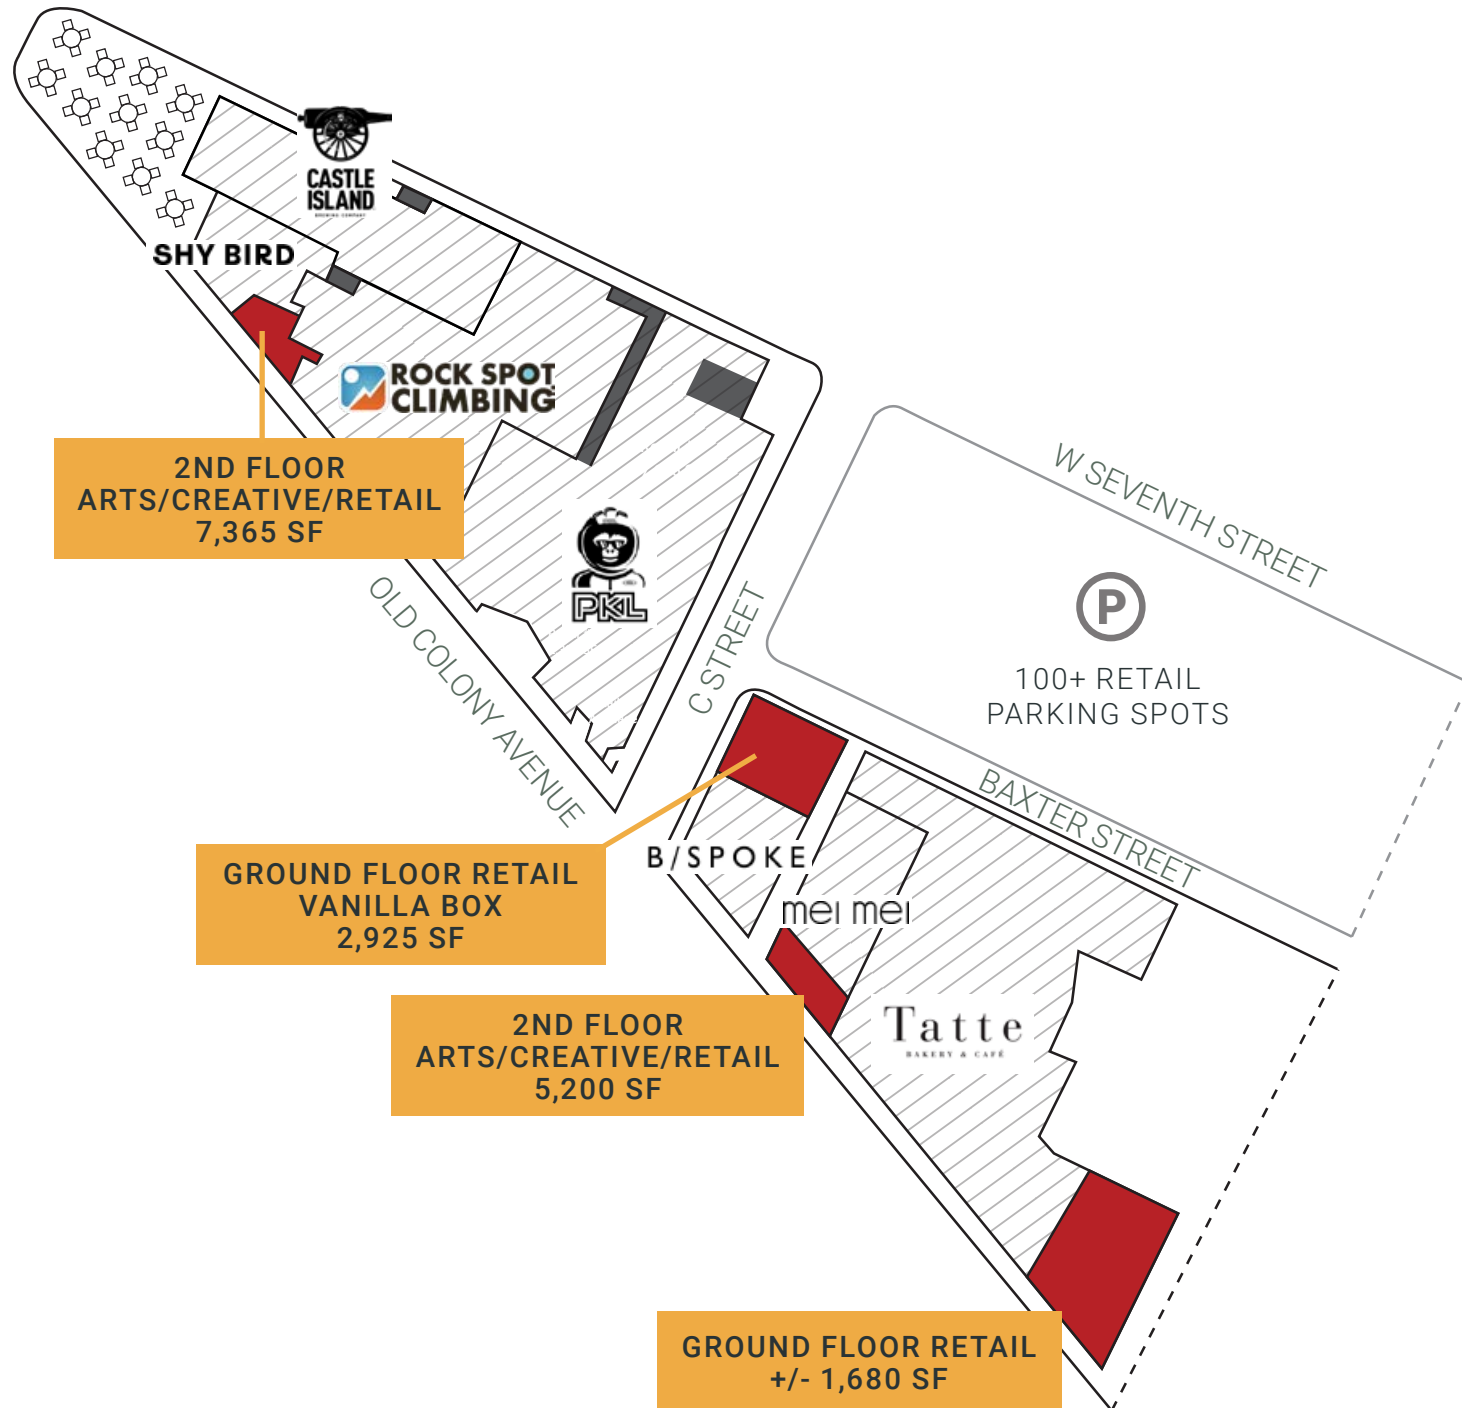 CASTLE
ISLAND
BREWING COMPANY
SHY BIRD
ROCK SPOT
CLIMBING
2ND FLOOR
ARTS/CREATIVE/RETAIL
7,365 SF
PKL
OLD COLONY AVENUE
C STREET
W SEVENTH STREET
P
100+ RETAIL
PARKING SPOTS
BAXTER STREET
GROUND FLOOR RETAIL
VANILLA BOX
2,925 SF
B/SPOKE
mei mei
2ND FLOOR
ARTS/CREATIVE/RETAIL
5,200 SF
Tatte
BAKERY & CAFÉ
GROUND FLOOR RETAIL
+/- 1,680 SF